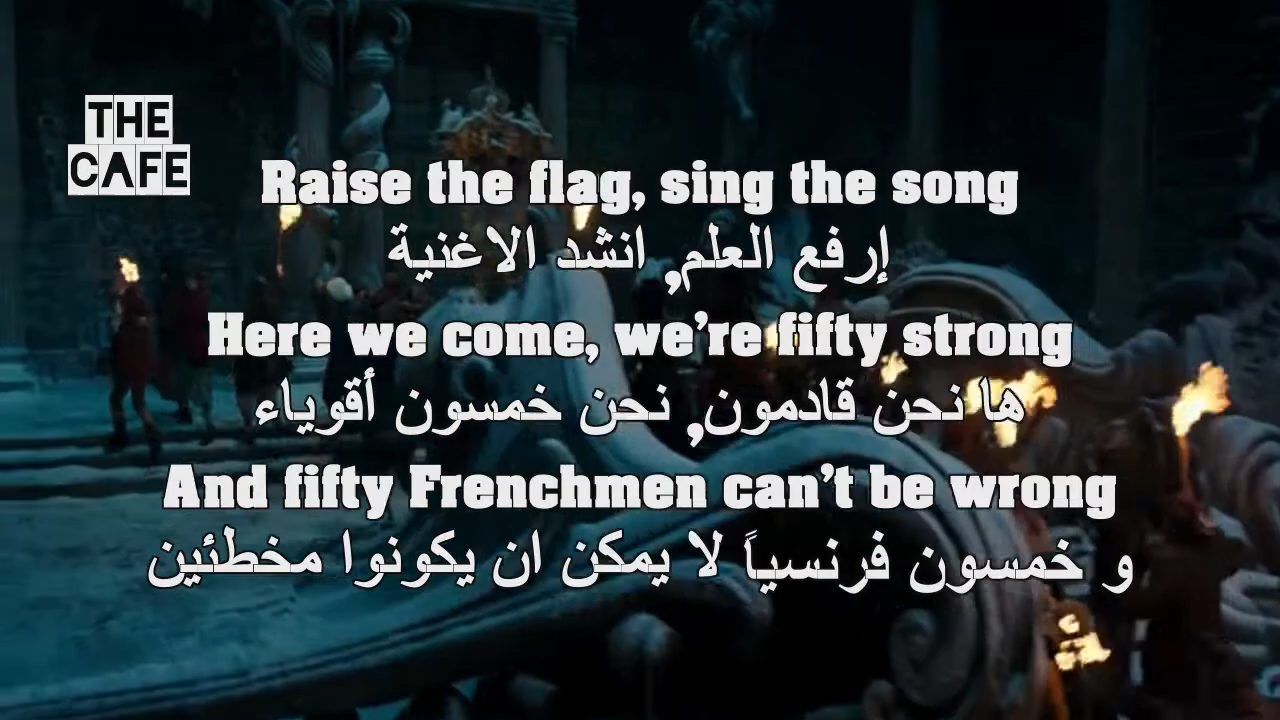 THE
CAFE
Raise the flag, sing the song
إرفع العلم, انشد الاغنية
Here we come, we're fifty strong
ها نحن قادمون, نحن خمسون أقوياء
And fifty Frenchmen can't be wrong
و خمسون فرنسياً لا يمكن ان يكونوا مخطئين